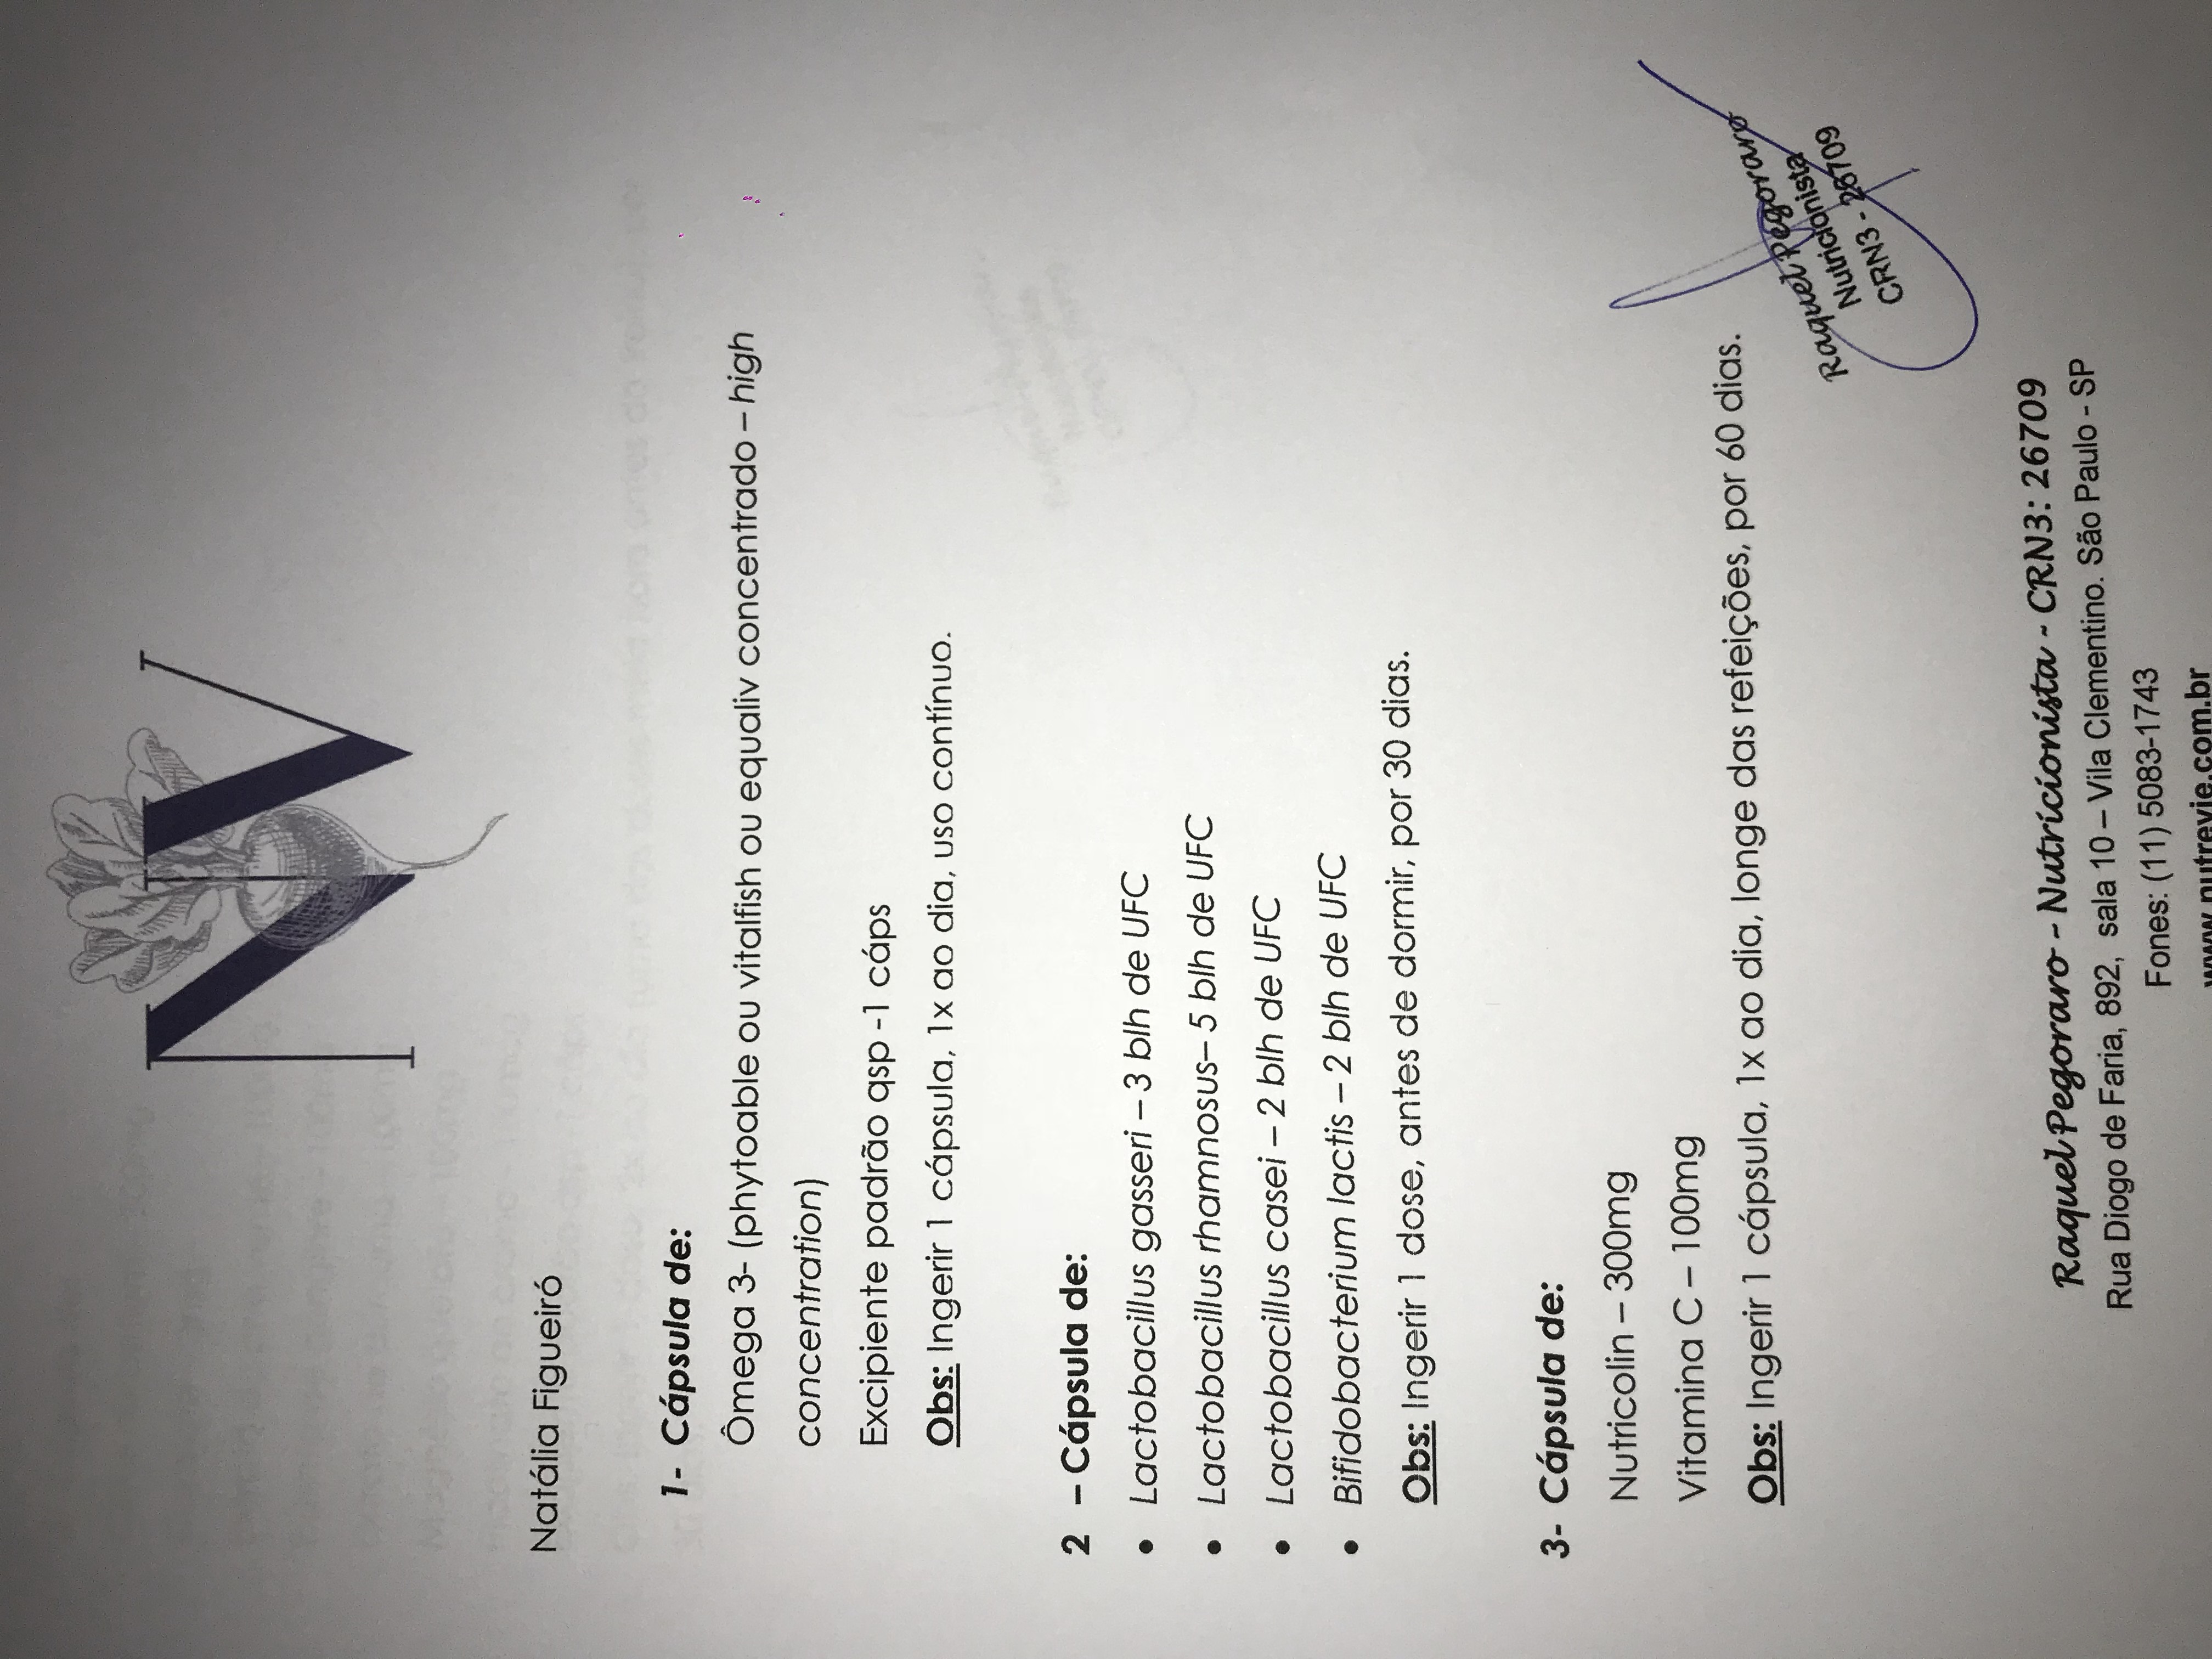 NV
Natália Figueiró
1- Cápsula de:
Ômega 3- (phytoable ou vitalfish ou equaliv concentrado – high
concentration)
Excipiente padrão qsp -1 cáps
Obs: Ingerir 1 cápsula, 1x ao dia, uso contínuo.
2 – Cápsula de:
• Lactobacillus gasseri – 3 blh de UFC
• Lactobacillus rhamnosus– 5 blh de UFC
• Lactobacillus casei – 2 blh de UFC
• Bifidobacterium lactis – 2 blh de UFC
Obs: Ingerir 1 dose, antes de dormir, por 30 dias.
3- Cápsula de:
Nutricolin – 300mg
Vitamina C – 100mg
Obs: Ingerir 1 cápsula, 1x ao dia, longe das refeições, por 60 dias.
Raquel Pegoraro
Nutricionista
CRN3 - 26709
Raquel Pegoraro - Nutricionista - CRN3: 26709
Rua Diogo de Faria, 892, sala 10 – Vila Clementino. São Paulo - SP
Fones: (11) 5083-1743
www.nutrevie.com.br